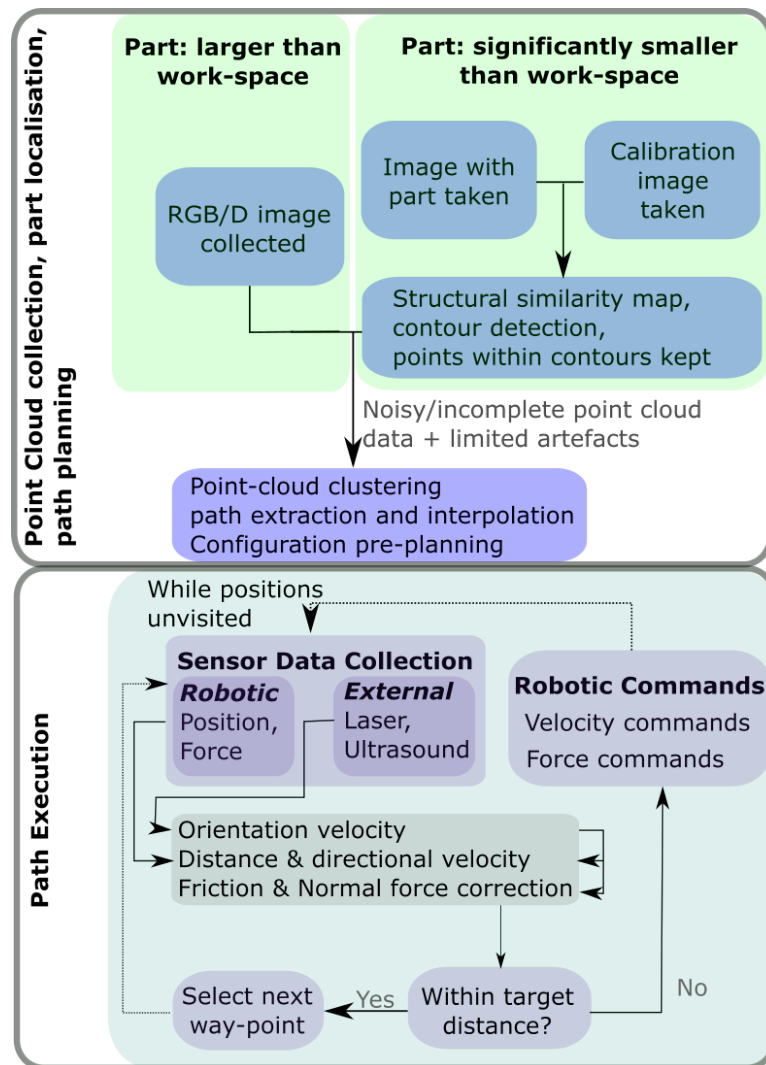 Point Cloud collection, part localisation,
path planning
Part: larger than
work-space
Part: significantly smaller
than work-space
RGB/D image
collected
Image with
part taken
Calibration
image
taken
Structural similarity map,
contour detection,
points within contours kept
Noisy/incomplete point cloud
data + limited artefacts
Point-cloud clustering
path extraction and interpolation
Configuration pre-planning
Path Execution
While positions
unvisited
Sensor Data Collection
Robotic
Position,
Force
External
Laser,
Ultrasound
Robotic Commands
Velocity commands
Force commands
Orientation velocity
Distance & directional velocity
Friction & Normal force correction
Select next
way-point
Yes
Within target
distance?
No